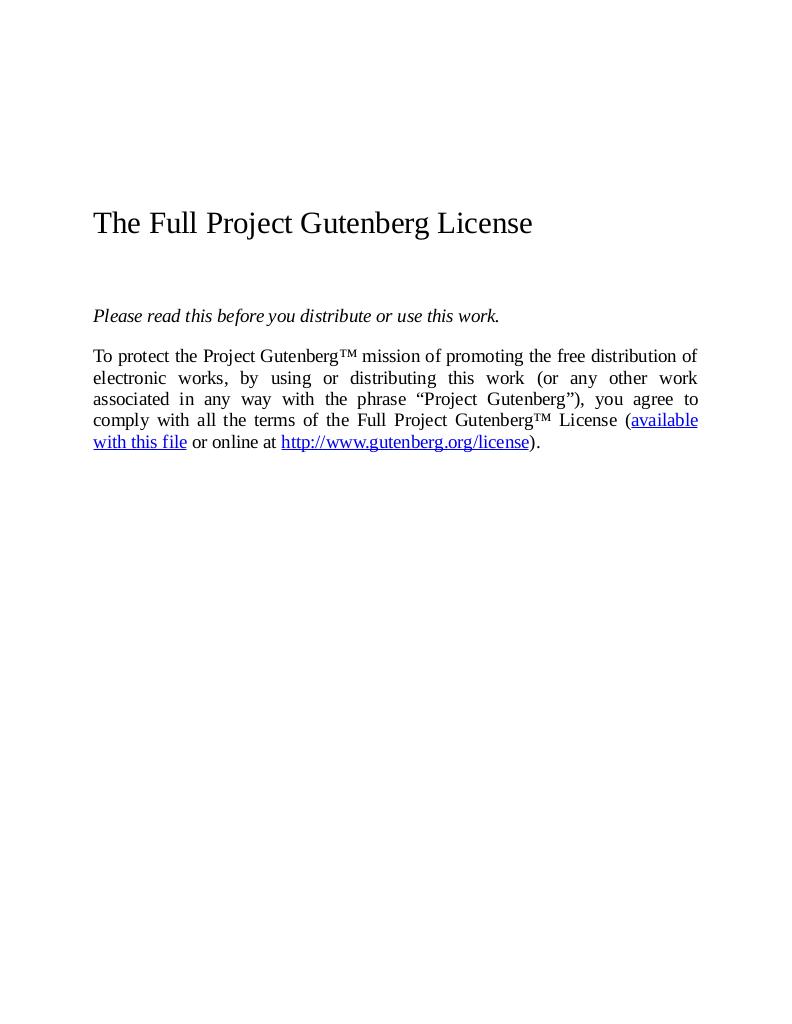 The Full Project Gutenberg License
Please read this before you distribute or use this work.
To protect the Project Gutenberg™ mission of promoting the free distribution of
electronic works, by using or distributing this work (or any other work
associated in any way with the phrase “Project Gutenberg”), you agree to
comply with all the terms of the Full Project Gutenberg™ License (available
with this file or online at http://www.gutenberg.org/license).